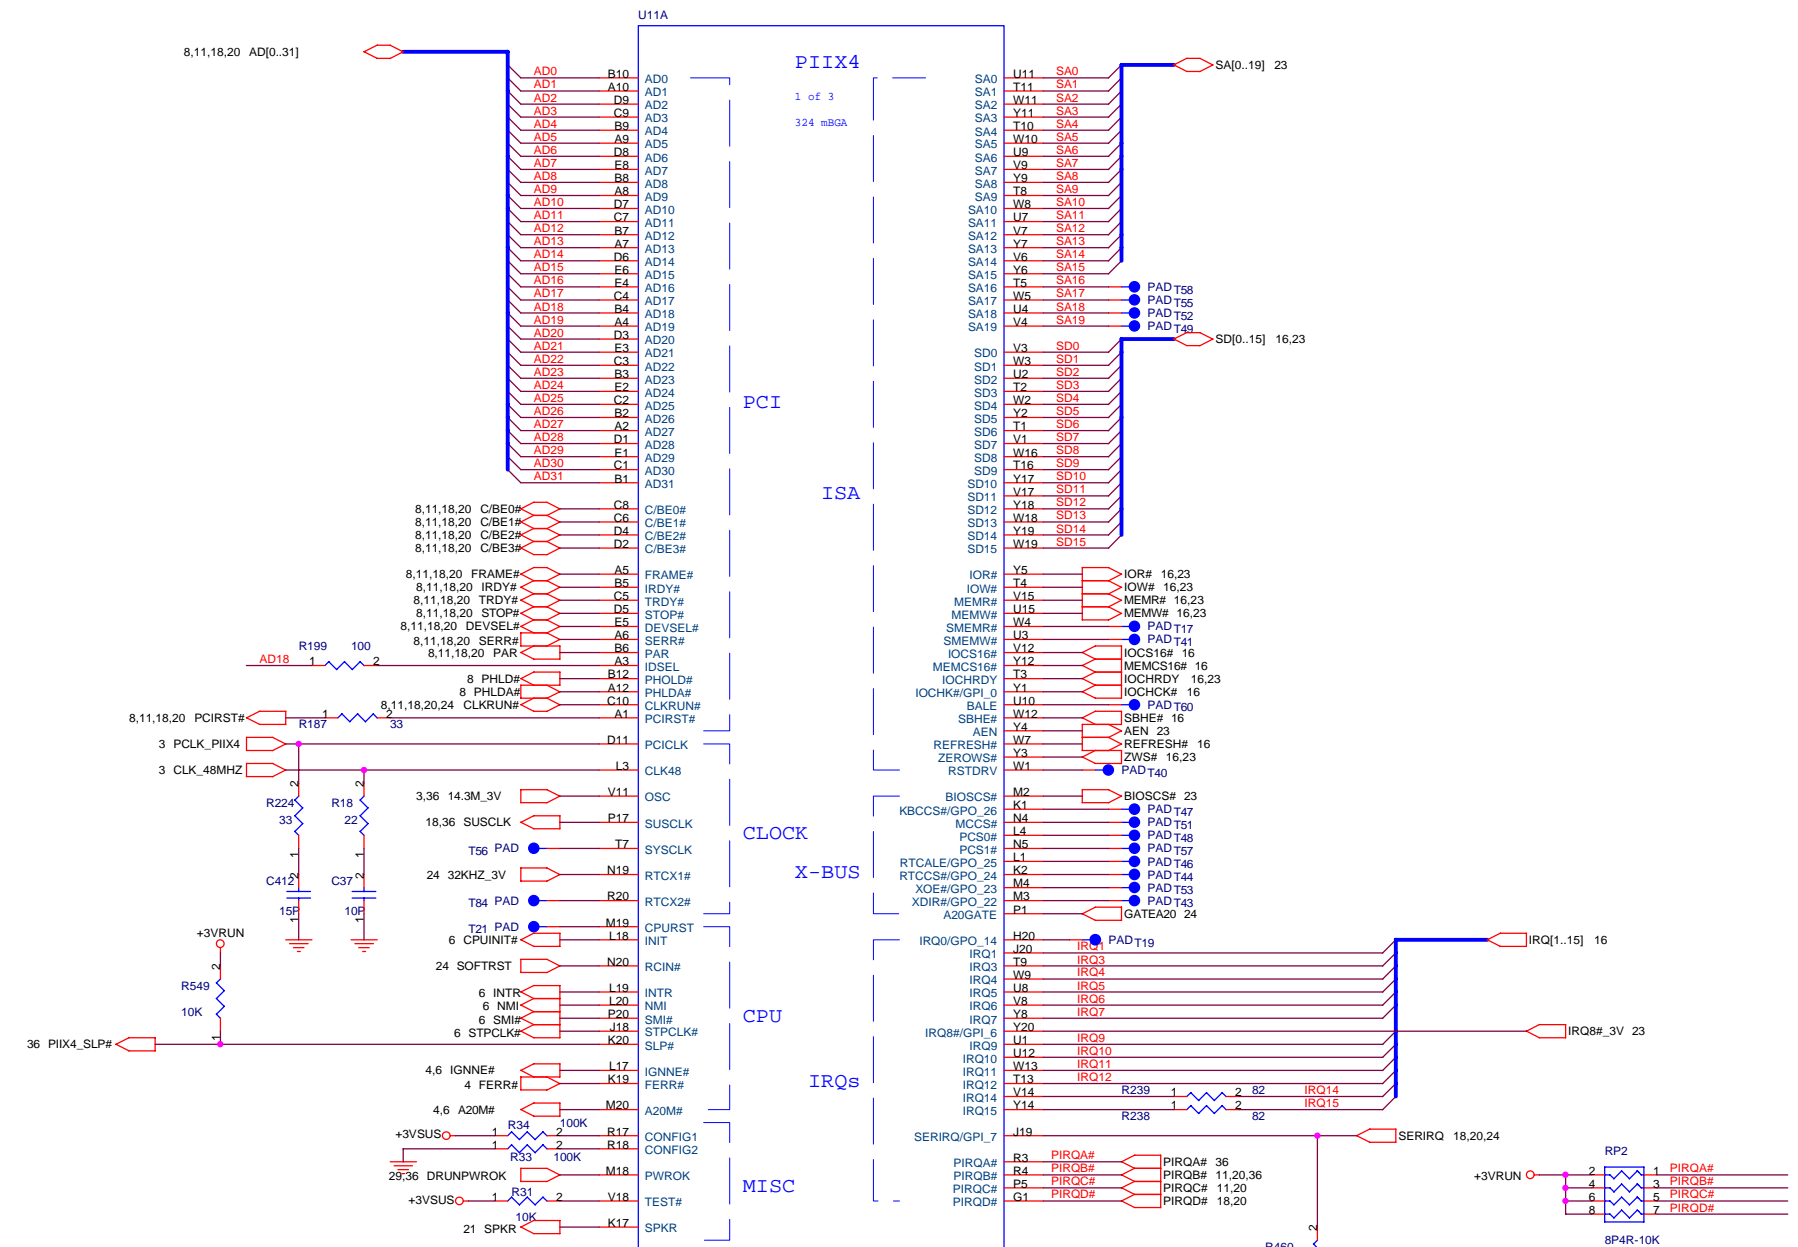 U11A
PIIX4
1 of 3
324 mBGA
8,11,18,20 AD[0..31]
AD0 B10 AD0
AD1 A10 AD1
AD2 D9 AD2
AD3 C9 AD3
AD4 B9 AD4
AD5 A9 AD5
AD6 D8 AD6
AD7 E8 AD7
AD8 B8 AD8
AD9 A8 AD9
AD10 D7 AD10
AD11 C7 AD11
AD12 B7 AD12
AD13 A7 AD13
AD14 D6 AD14
AD15 E6 AD15
AD16 E4 AD16
AD17 C4 AD17
AD18 B4 AD18
AD19 A4 AD19
AD20 D3 AD20
AD21 E3 AD21
AD22 C3 AD22
AD23 B3 AD23
AD24 E2 AD24
AD25 C2 AD25
AD26 B2 AD26
AD27 A2 AD27
AD28 D1 AD28
AD29 E1 AD29
AD30 C1 AD30
AD31 B1 AD31
PCI
8,11,18,20 C/BE0# C8 C/BE0#
8,11,18,20 C/BE1# C6 C/BE1#
8,11,18,20 C/BE2# D4 C/BE2#
8,11,18,20 C/BE3# D2 C/BE3#
8,11,18,20 FRAME# A5 FRAME#
8,11,18,20 IRDY# B5 IRDY#
8,11,18,20 TRDY# C5 TRDY#
8,11,18,20 STOP# D5 STOP#
8,11,18,20 DEVSEL# E5 DEVSEL#
8,11,18,20 SERR# A6 SERR#
8,11,18,20 PAR B6 PAR
R199 100
AD18 1 2 A3 IDSEL
8 PHLD# B12 PHOLD#
8 PHLDA# A12 PHLDA#
8,11,18,20,24 CLKRUN# C10 CLKRUN#
8,11,18,20 PCIRST# 1 2 A1 PCIRST#
R187 33
3 PCLK_PIIX4 D11 PCICLK
3 CLK_48MHZ L3 CLK48
2 2
R224 R18
33 22
1 1
2 2
C412 C37
15P 10P
1 1
3,36 14.3M_3V V11 OSC
18,36 SUSCLK P17 SUSCLK
CLOCK
T56 PAD T7 SYSCLK
24 32KHZ_3V N19 RTCX1#
T84 PAD R20 RTCX2#
T21 PAD M19 CPURST
6 CPUINIT# L18 INIT
24 SOFTRST N20 RCIN#
6 INTR L19 INTR
6 NMI L20 NMI
6 SMI# P20 SMI#
6 STPCLK# J18 STPCLK#
CPU
+3VRUN
2
R549
10K
1
36 PIIX4_SLP# K20 SLP#
4,6 IGNNE# L17 IGNNE#
4 FERR# K19 FERR#
4,6 A20M# M20 A20M#
R34 100K
+3VSUS 1 2 R17 CONFIG1
1 2 R18 CONFIG2
R33 100K
29,36 DRUNPWROK M18 PWROK
MISC
+3VSUS 1 R31 2 V18 TEST#
10K
21 SPKR K17 SPKR
SA[0..19] 23
SA0 U11 SA0
SA1 T11 SA1
SA2 W11 SA2
SA3 Y11 SA3
SA4 T10 SA4
SA5 W10 SA5
SA6 U9 SA6
SA7 V9 SA7
SA8 Y9 SA8
SA9 T8 SA9
SA10 W8 SA10
SA11 U7 SA11
SA12 V7 SA12
SA13 Y7 SA13
SA14 V6 SA14
SA15 Y6 SA15
SA16 T5 SA16 PAD T58
SA17 W5 SA17 PAD T55
SA18 U4 SA18 PAD T52
SA19 V4 SA19 PAD T49
SD[0..15] 16,23
SD0 V3 SD0
SD1 W3 SD1
SD2 U2 SD2
SD3 T2 SD3
SD4 W2 SD4
SD5 Y2 SD5
SD6 T1 SD6
SD7 V1 SD7
SD8 W16 SD8
SD9 T16 SD9
SD10 Y17 SD10
SD11 V17 SD11
SD12 Y18 SD12
SD13 W18 SD13
SD14 Y19 SD14
SD15 W19 SD15
ISA
IOR# Y5 IOR# 16,23
IOW# T4 IOW# 16,23
MEMR# V15 MEMR# 16,23
MEMW# U15 MEMW# 16,23
SMEMR# W4 PAD T17
SMEMW# U3 PAD T41
IOCS16# V12 IOCS16# 16
MEMCS16# Y12 MEMCS16# 16
IOCHRDY T3 IOCHRDY 16,23
IOCHK#/GPI_0 Y1 IOCHCK# 16
BALE U10 PAD T60
SBHE# W12 SBHE# 16
AEN Y4 AEN 23
REFRESH# W7 REFRESH# 16
ZEROWS# Y3 ZWS# 16,23
RSTDRV W1 PAD T40
BIOSCS# M2 BIOSCS# 23
KBCCS#/GPO_26 K1 PAD T47
MCCS# N4 PAD T51
PCS0# L4 PAD T48
PCS1# N5 PAD T57
RTCALE/GPO_25 L1 PAD T46
RTCCS#/GPO_24 K2 PAD T44
XOE#/GPO_23 M4 PAD T53
XDIR#/GPO_22 M3 PAD T43
A20GATE P1 GATEA20 24
X-BUS
IRQ0/GPO_14 H20 PAD T19
IRQ[1..15] 16
IRQ1 J20 IRQ1
IRQ3 T9 IRQ3
IRQ4 W9 IRQ4
IRQ5 U8 IRQ5
IRQ6 V8 IRQ6
IRQ7 Y8 IRQ7
IRQ8#/GPI_6 Y20 IRQ8#_3V 23
IRQ9 U1 IRQ9
IRQ10 U12 IRQ10
IRQ11 W13 IRQ11
IRQ12 T13 IRQ12
IRQ14 V14 R239 1 2 82 IRQ14
IRQ15 Y14 R238 1 2 82 IRQ15
IRQs
SERIRQ/GPI_7 J19 SERIRQ 18,20,24
PIRQA# R3 PIRQA# PIRQA# 36
PIRQB# R4 PIRQB# PIRQB# 11,20,36
PIRQC# P5 PIRQC# PIRQC# 11,20
PIRQD# G1 PIRQD# PIRQD# 18,20
2
R460
RP2
+3VRUN 2 1 PIRQA#
4 3 PIRQB#
6 5 PIRQC#
8 7 PIRQD#
8P4R-10K